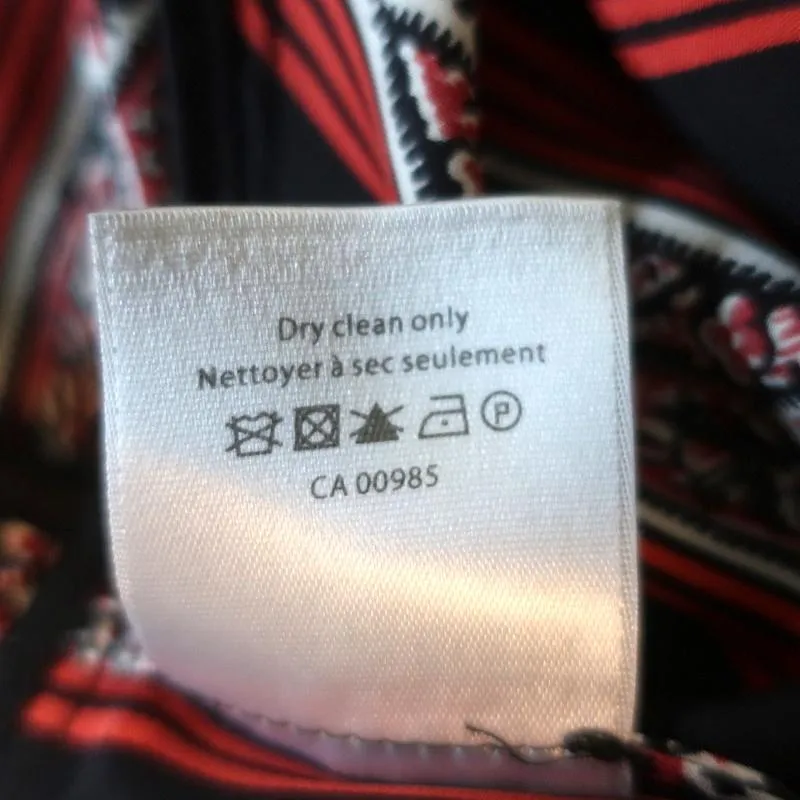 Dry clean only
Nettoyer à sec seulement
P
CA 00985